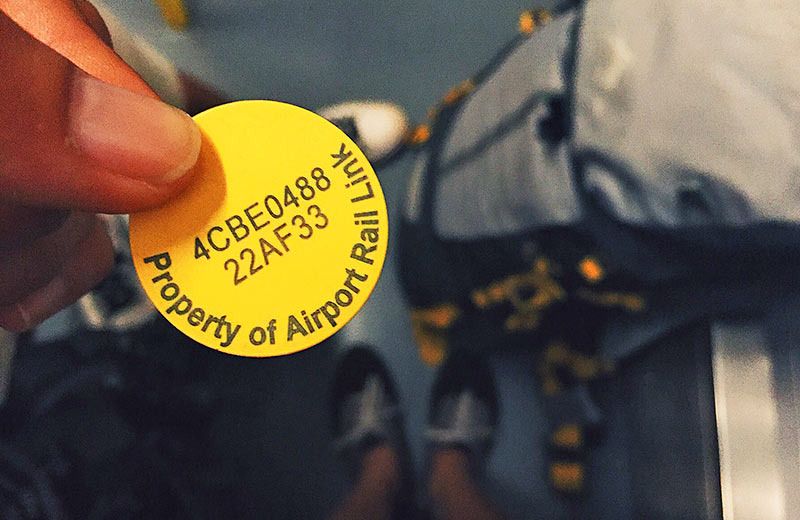 4CBE0488
22AF33
Property of Airport Rail Link